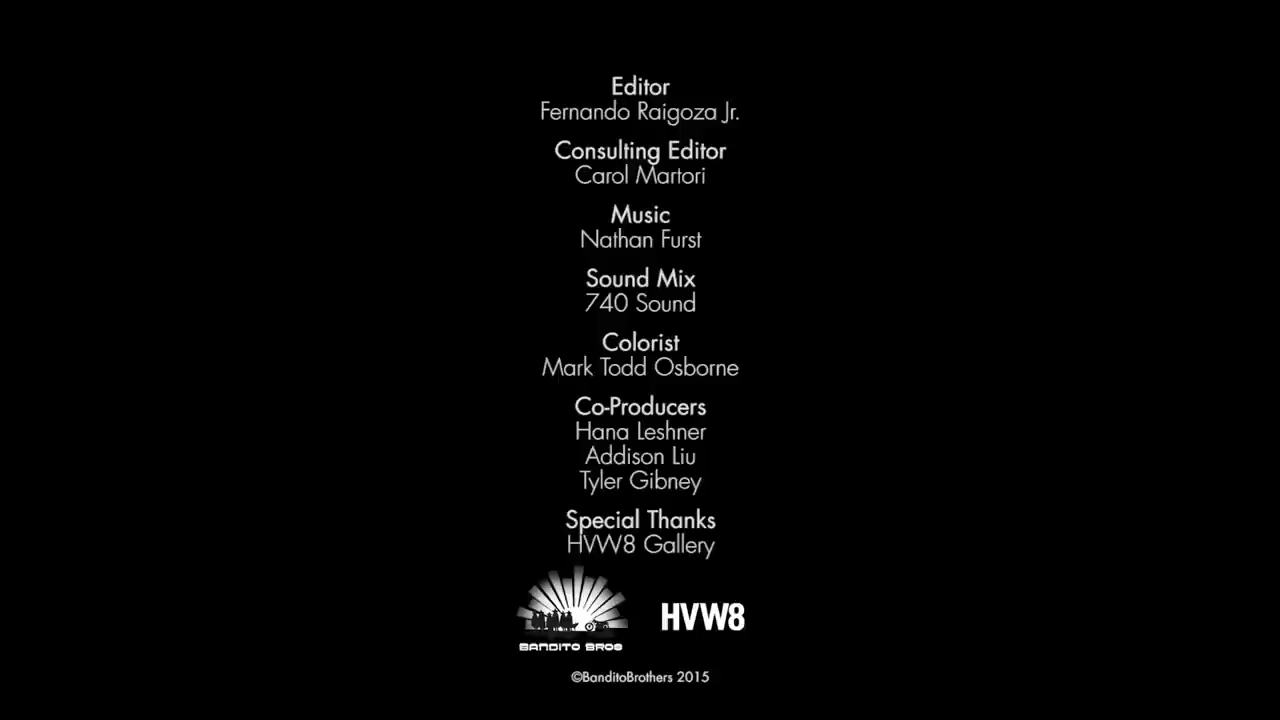 Editor
Fernando Raigoza Jr.
Consulting Editor
Carol Martori
Music
Nathan Furst
Sound Mix
740 Sound
Colorist
Mark Todd Osborne
Co-Producers
Hana Leshner
Addison Liu
Tyler Gibney
Special Thanks
HVW8 Gallery
BANDITO BROS
HVW8
©BanditoBrothers 2015